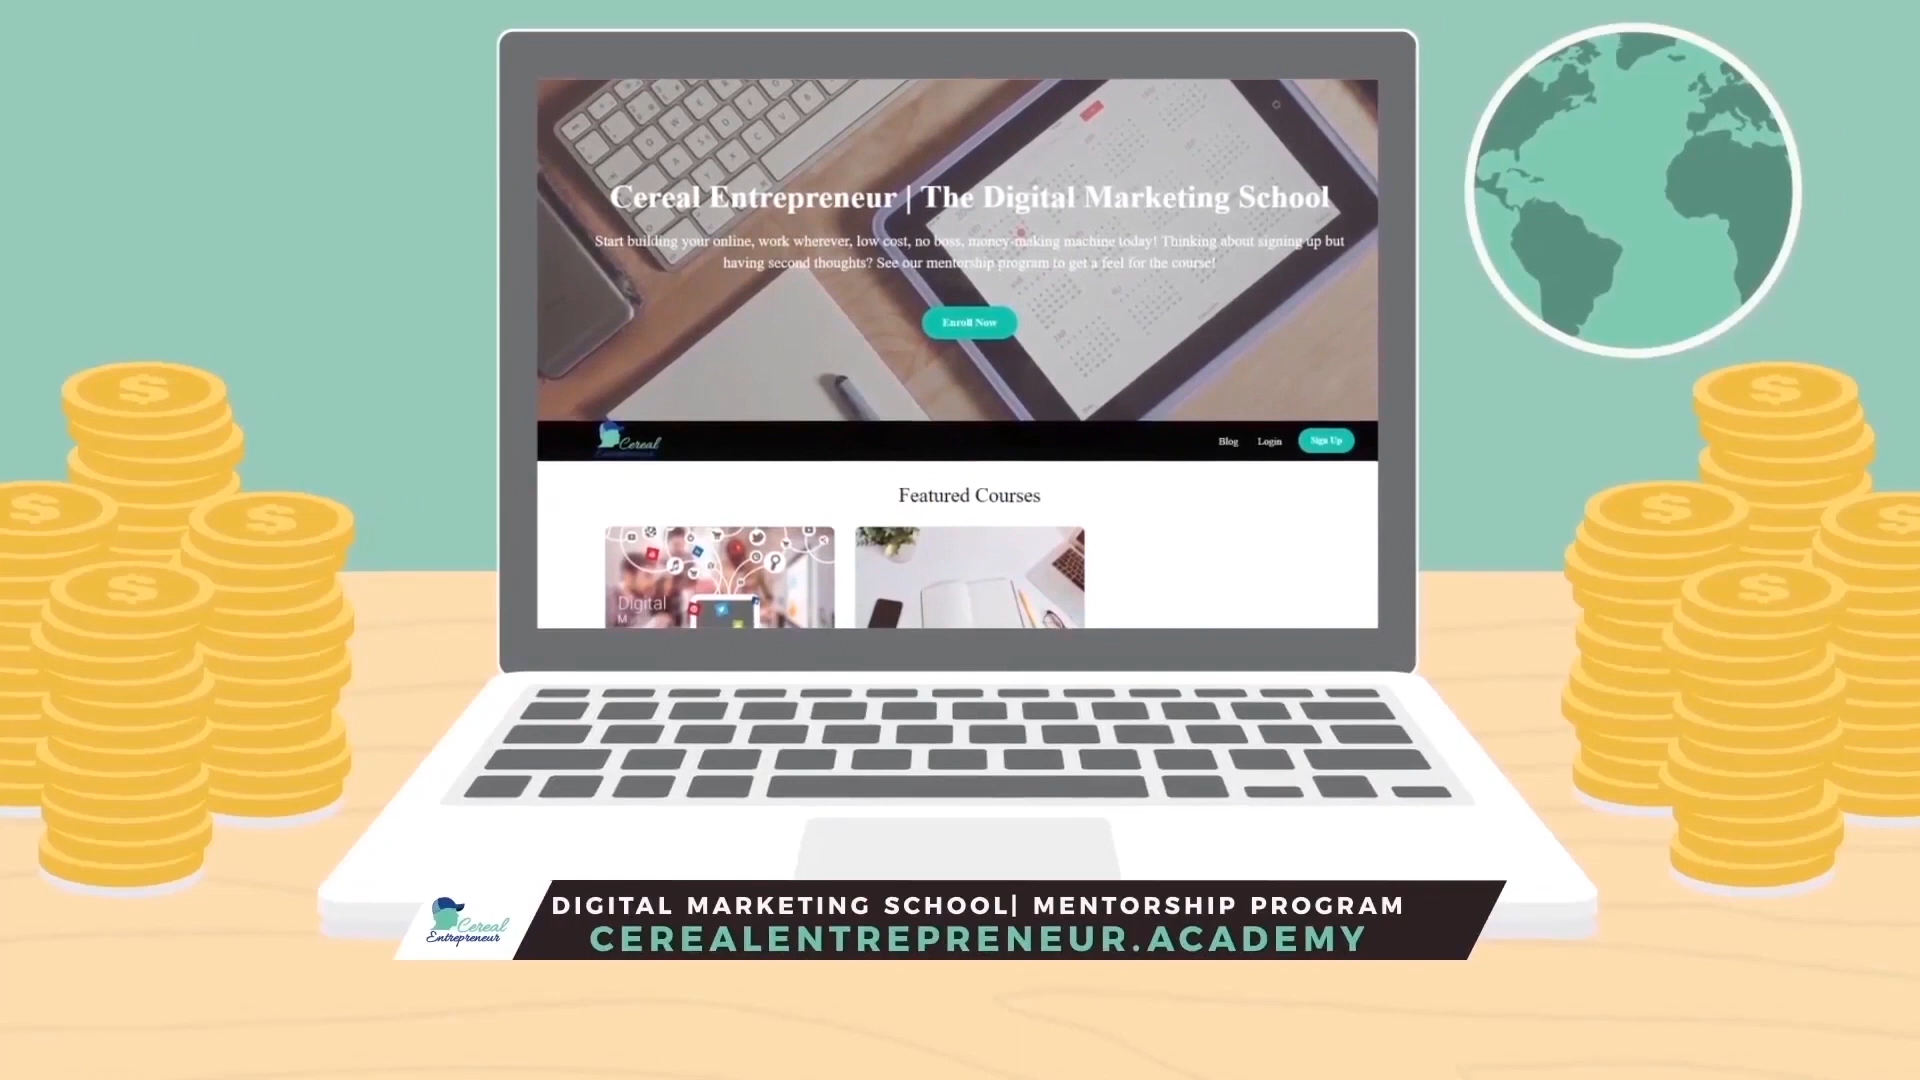 Cereal Entrepreneur | The Digital Marketing School
Start building your online, work wherever, low cost, no boss, money-making machine today! Thinking about signing up but
having second thoughts? See our mentorship program to get a feel for the course!
Enroll Now
Cereal
Entrepreneur
Blog
Login
Sign Up
Featured Courses
Digital
M
Cereal
Entrepreneur
DIGITAL MARKETING SCHOOL| MENTORSHIP PROGRAM
CEREALENTREPRENEUR.ACADEMY